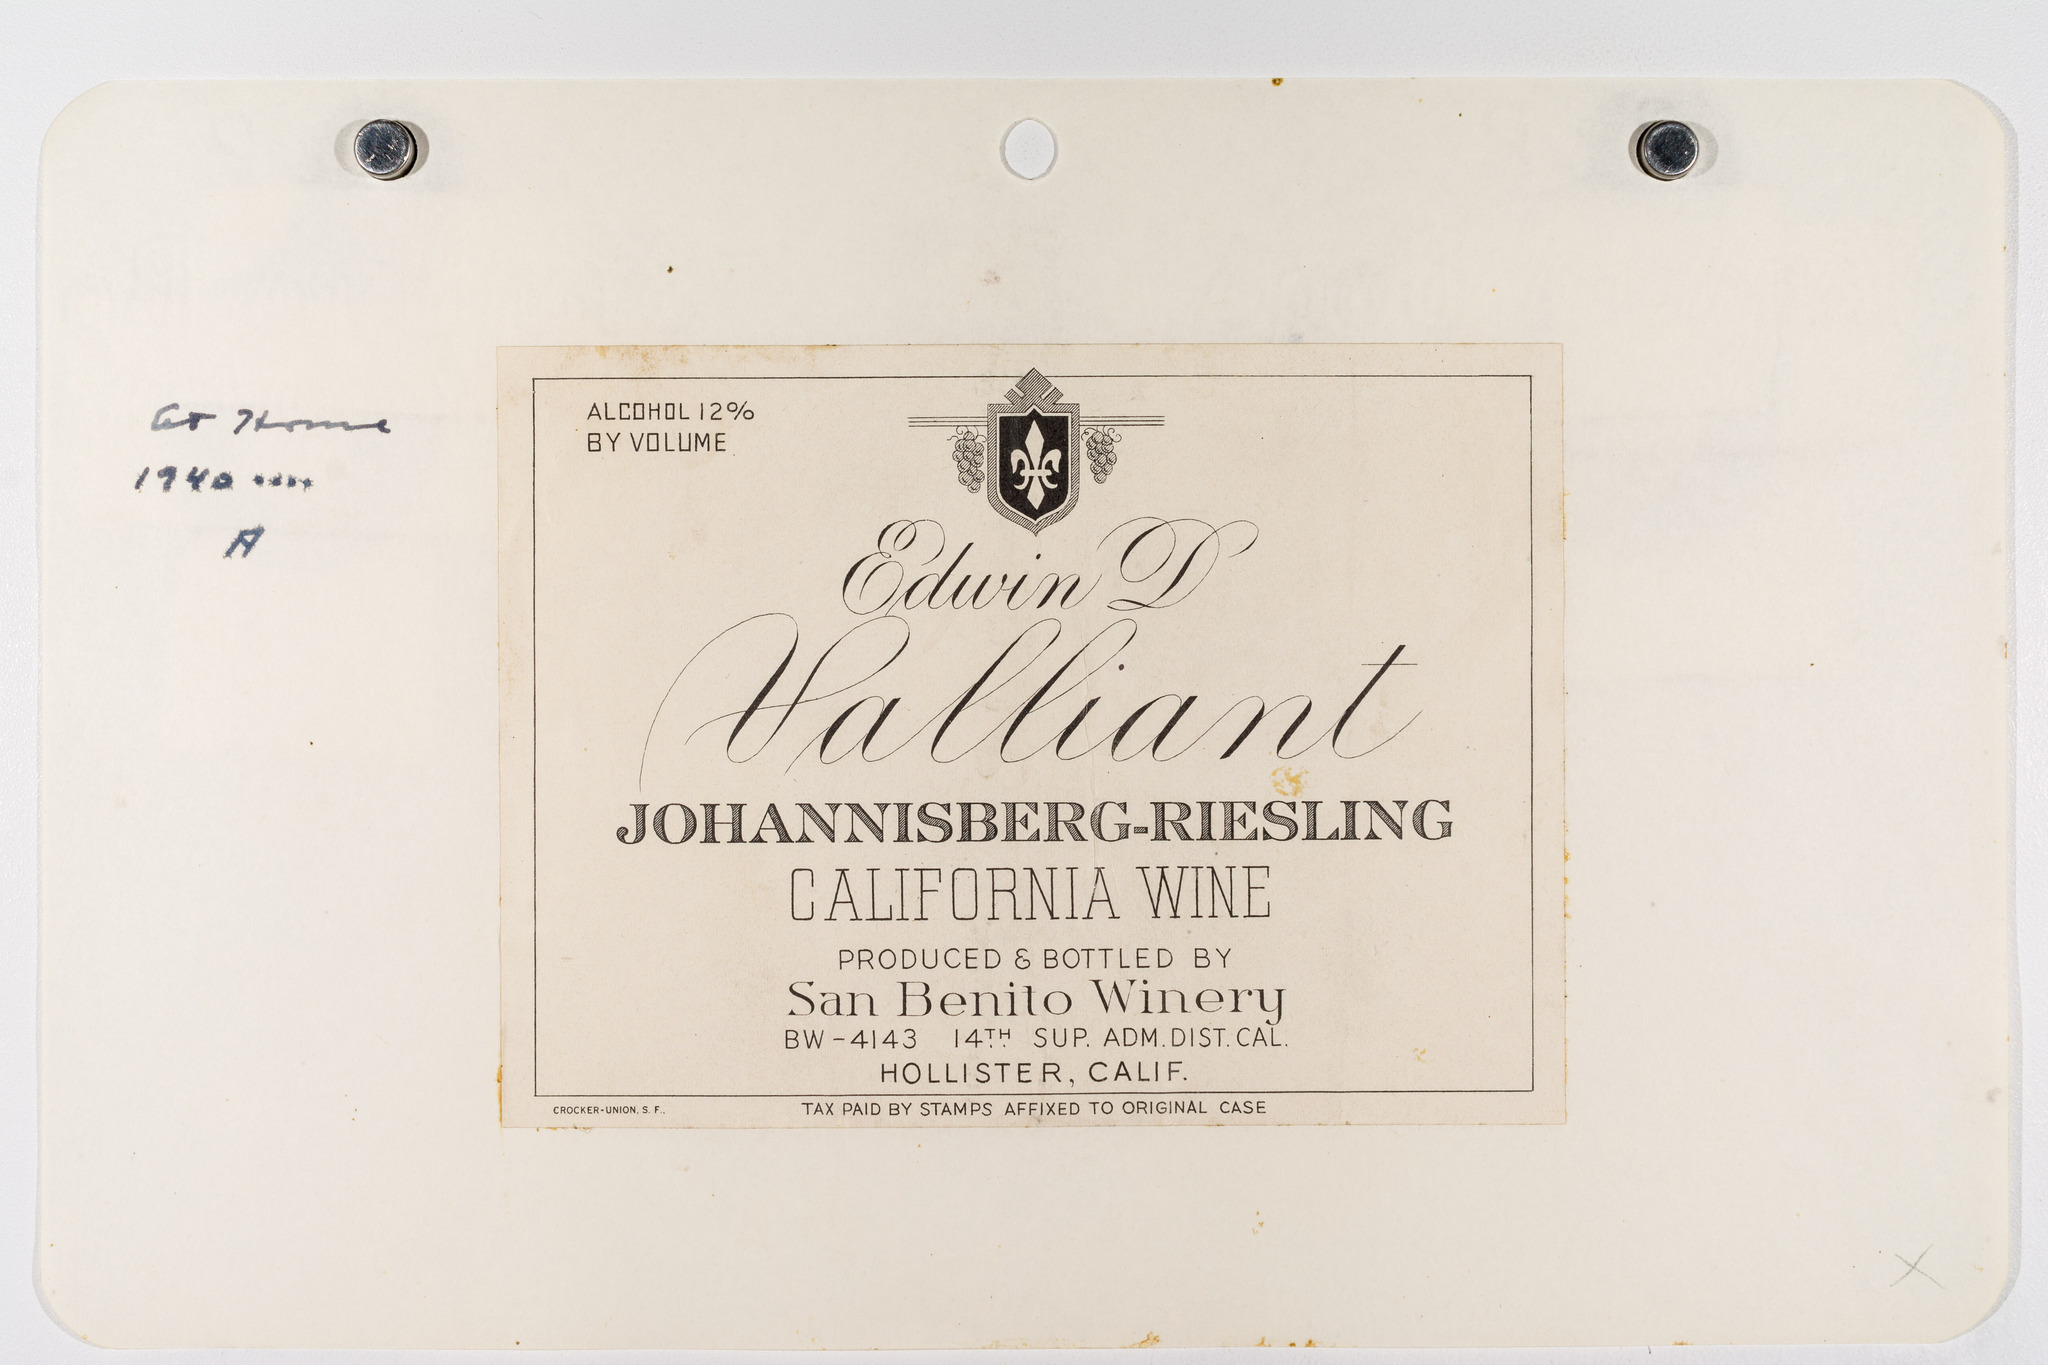 At Home
1940 ....
A
ALCOHOL 12%
BY VOLUME
Edwin D
Valliant
JOHANNISBERG-RIESLING
CALIFORNIA WINE
PRODUCED & BOTTLED BY
San Benito Winery
BW-4143 14TH SUP. ADM. DIST. CAL.
HOLLISTER, CALIF.
CROCKER-UNION, S. F..
TAX PAID BY STAMPS AFFIXED TO ORIGINAL CASE
X